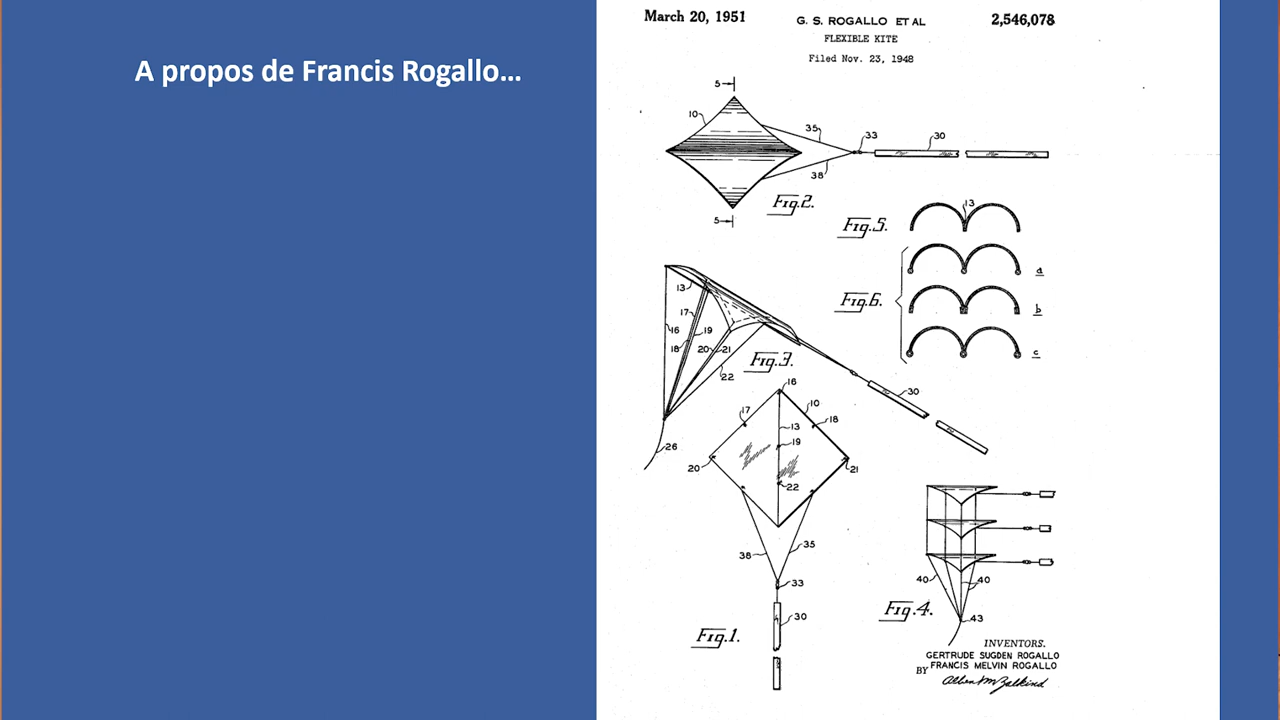 A propos de Francis Rogallo...
March 20, 1951
G. S. ROGALLO ET AL
2,546,078
FLEXIBLE KITE
Filed Nov. 23, 1948
5
10
35
33
30
38
5
Fig.2.
13
Fig.5.
a
Fig.6.
b
c
13
17
16
19
18
20
21
22
Fig.3.
30
26
16
10
17
18
13
19
20
21
22
38
35
33
30
Fig.1.
40
40
43
Fig.4.
INVENTORS.
GERTRUDE SUGDEN ROGALLO
BY FRANCIS MELVIN ROGALLO